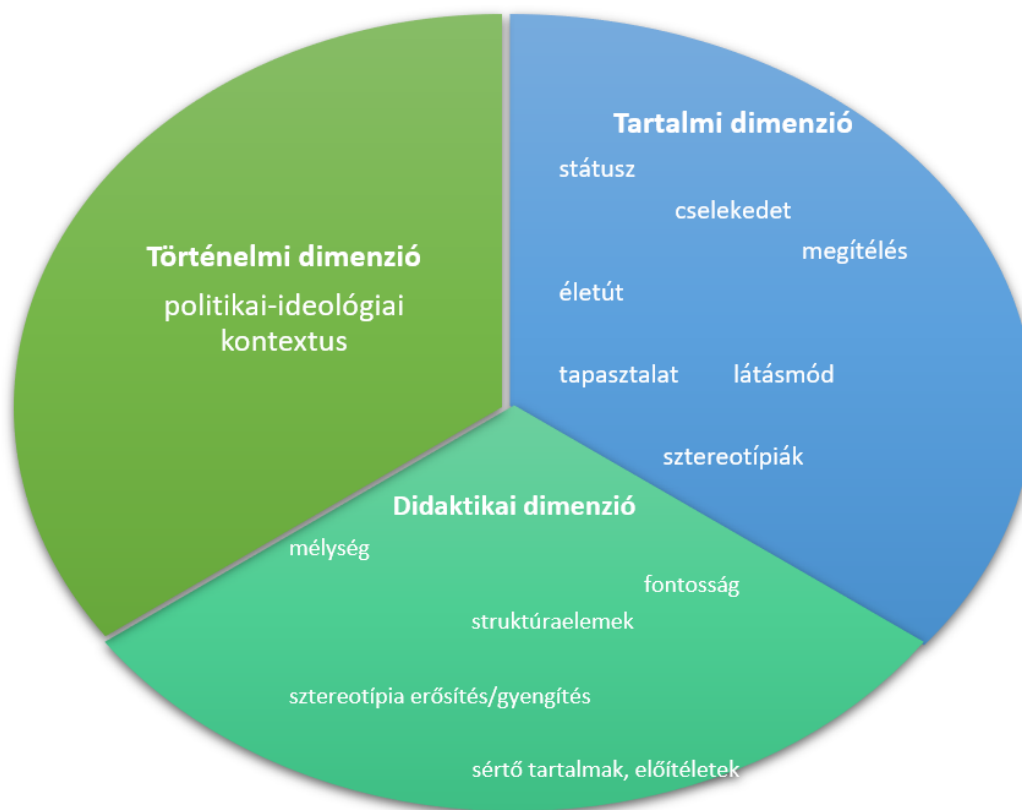 Tartalmi dimenzió
státusz
cselekedet
megítélés
életút
tapasztalat látásmód
sztereotípiák
Történelmi dimenzió
politikai-ideológiai
kontextus
Didaktikai dimenzió
mélység
fontosság
struktúraelemek
sztereotípia erősítés/gyengítés
sértő tartalmak, előítéletek